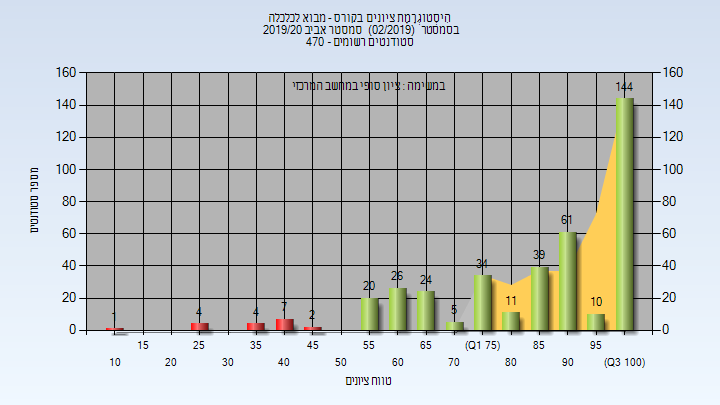 היסטוגרמת ציונים בקורס - מבוא לכלכלה
בסמסטר (02/2019) סמסטר אביב 2019/20
סטודנטים רשומים - 470
במשימה : ציון סופי במחשב המרכזי
160 160
140 140
120 120
100 100
80 80
60 60
40 40
20 20
0 0
1 4 4 7 2 20 26 24 5 34 11 39 61 10 144
15 25 35 45 55 65 (Q1 75) 85 95
10 20 30 40 50 60 70 80 90 (Q3 100)
מספר סטודנטים
טווח ציונים